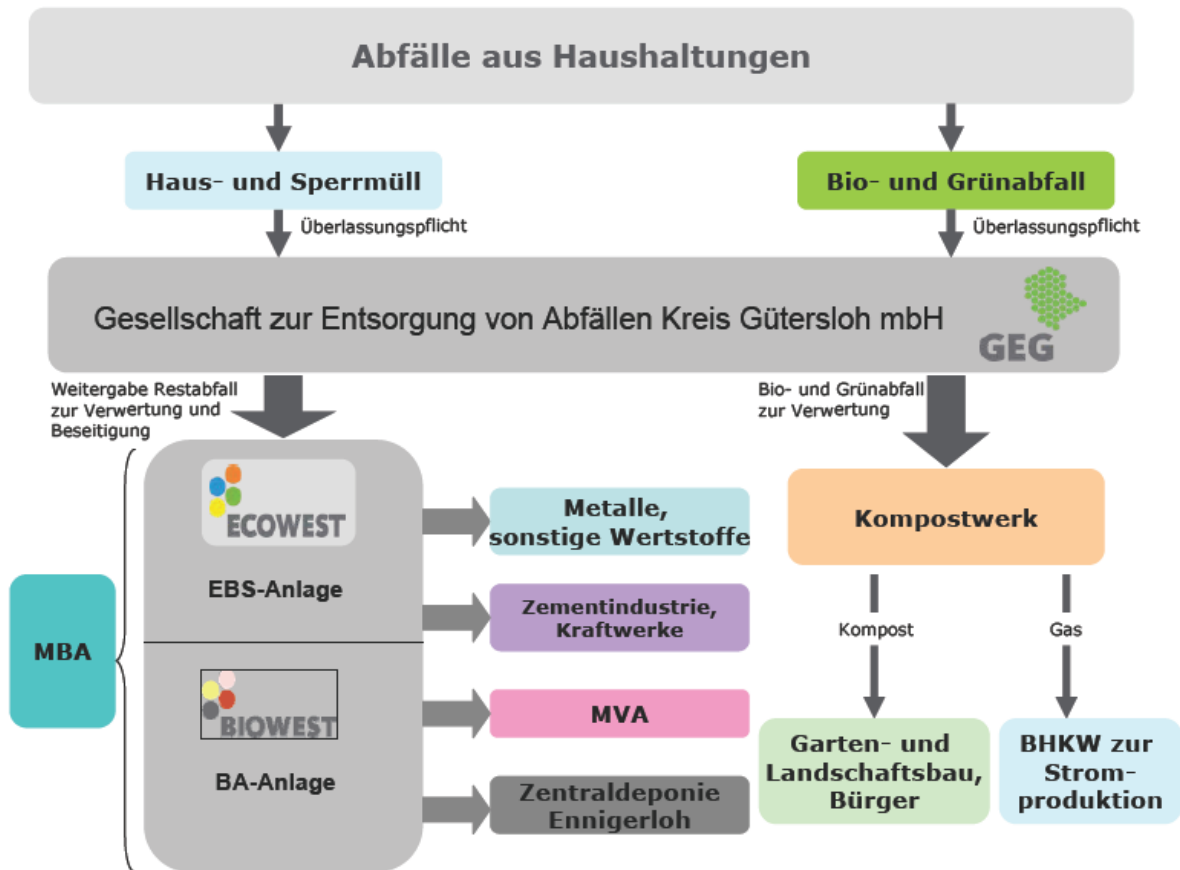 Abfälle aus Haushaltungen
Haus- und Sperrmüll
Bio- und Grünabfall
Überlassungspflicht
Überlassungspflicht
Gesellschaft zur Entsorgung von Abfällen Kreis Gütersloh mbH
GEG
Weitergabe Restabfall
zur Verwertung und
Beseitigung
Bio- und Grünabfall
zur Verwertung
MBA
ECOWEST
EBS-Anlage
BIOWEST
BA-Anlage
Metalle,
sonstige Wertstoffe
Zementindustrie,
Kraftwerke
MVA
Zentraldeponie
Ennigerloh
Kompostwerk
Kompost
Gas
Garten- und
Landschaftsbau,
Bürger
BHKW zur
Strom-
produktion